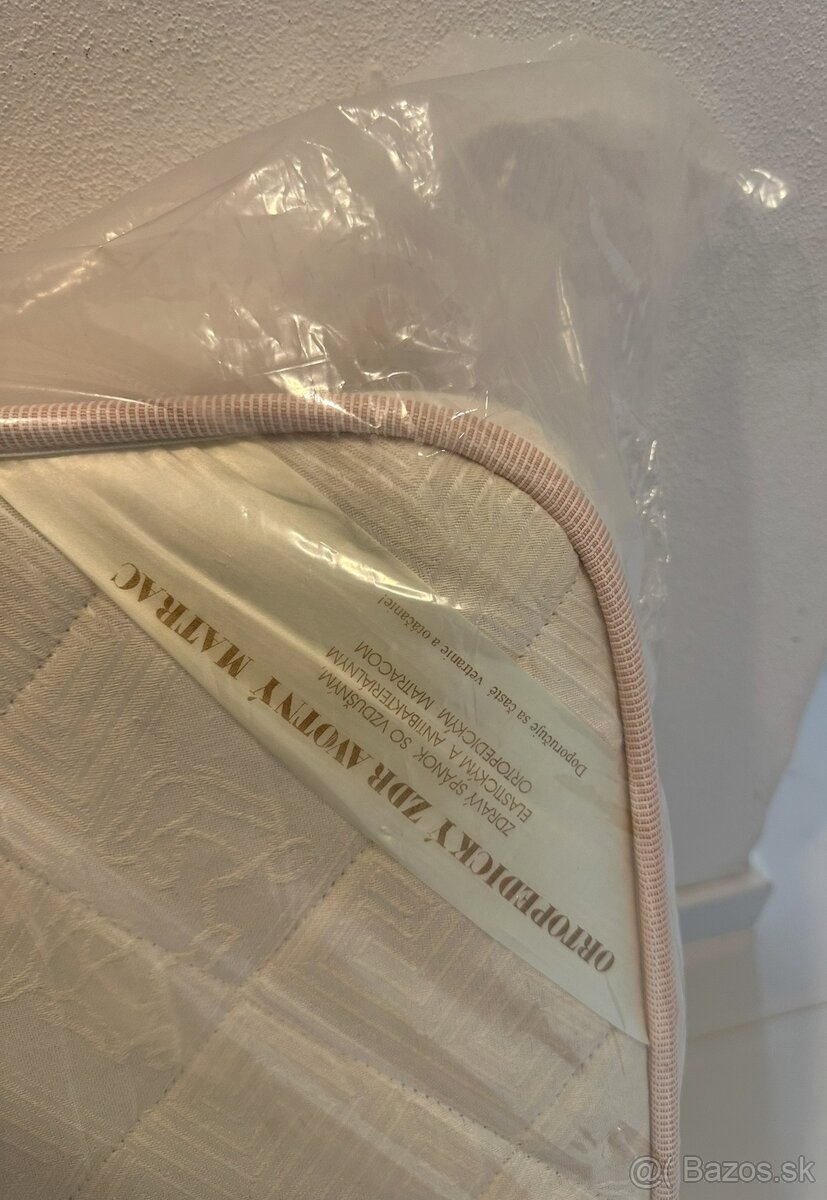 ORTOPEDICKÝ ZDRAVOTNÝ MATRAC
ZDRAVÝ SPÁNOK SO VZDUŠNÝM,
ELASTICKÝM A ANTIBAKTERIÁLNYM
ORTOPEDICKÝM MATRACOM
Doporučuje sa časté vetranie a otáčanie!
@ Bazos.sk